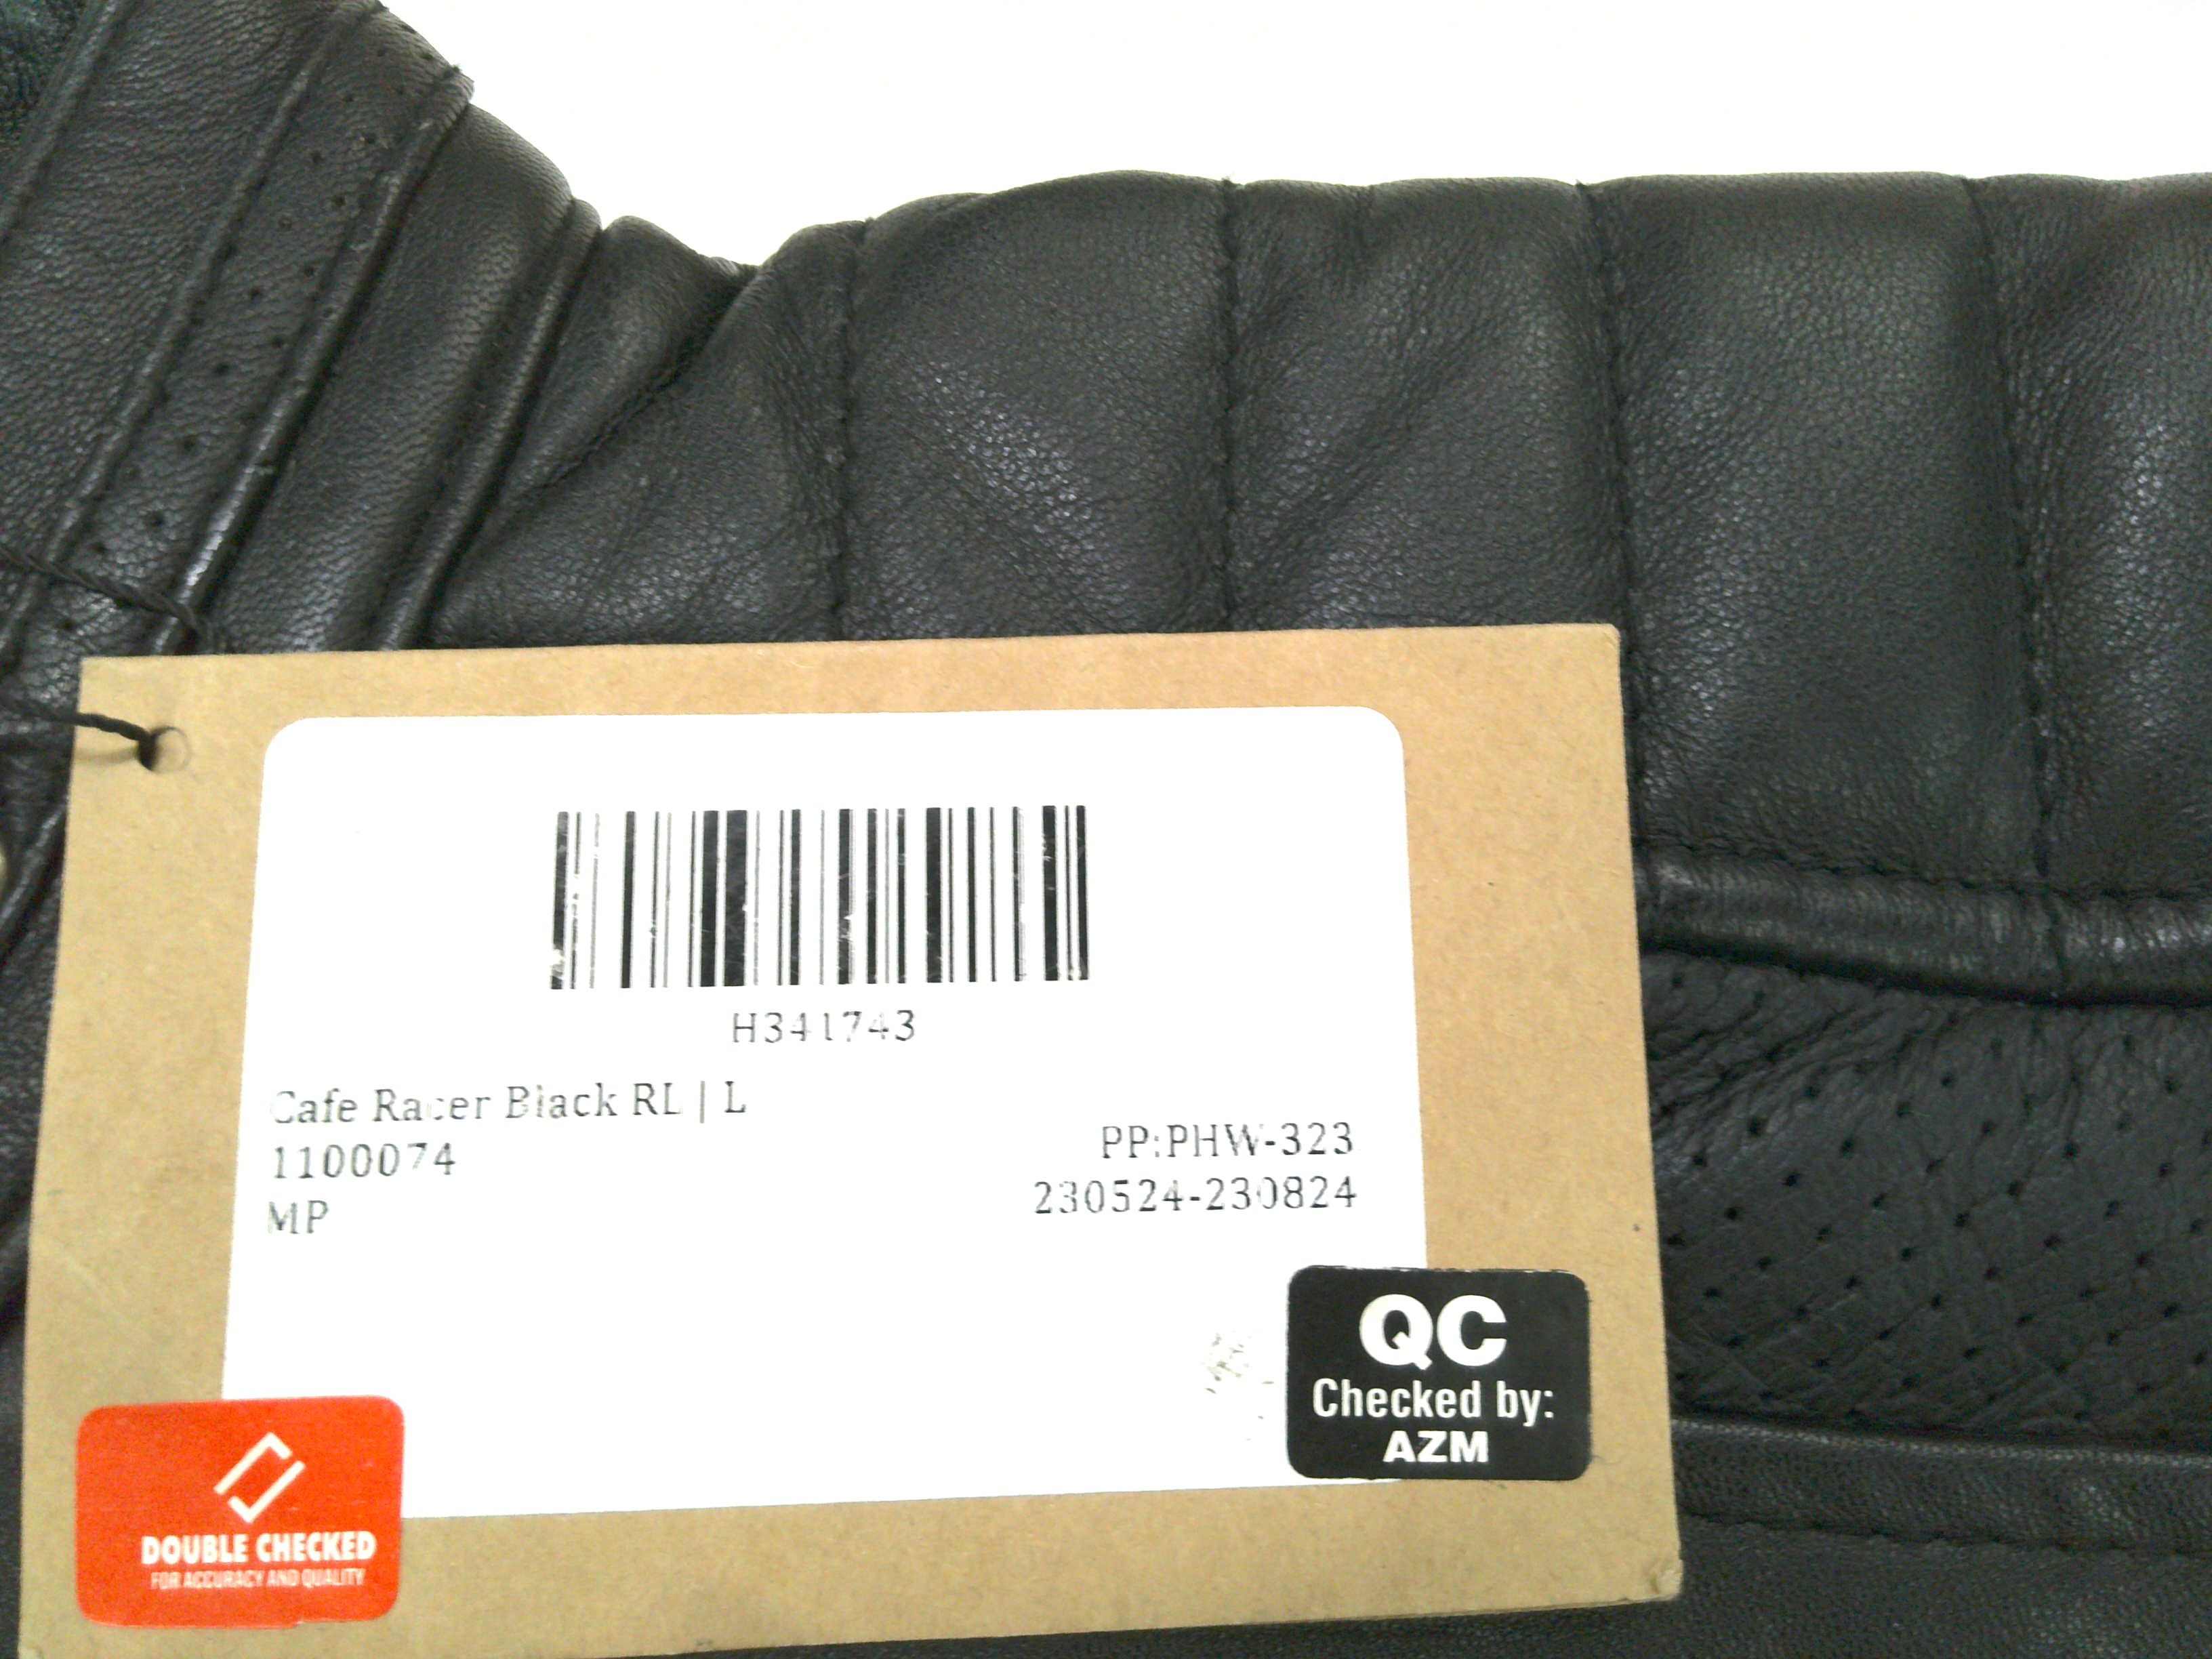 H341743
Cafe Racer Black RL | L
1100074
MP
PP:PHW-323
230524-230824
QC
Checked by:
AZM
DOUBLE CHECKED
FOR ACCURACY AND QUALITY